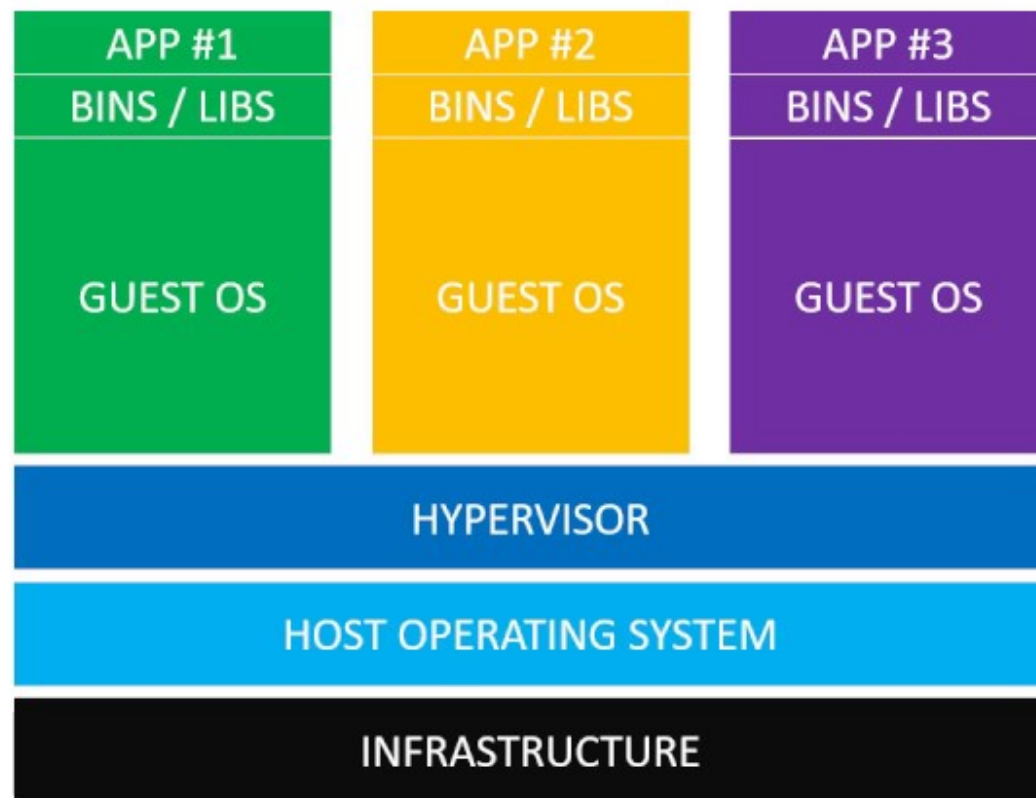 APP #1
BINS / LIBS
GUEST OS
APP #2
BINS / LIBS
GUEST OS
APP #3
BINS / LIBS
GUEST OS
HYPERVISOR
HOST OPERATING SYSTEM
INFRASTRUCTURE